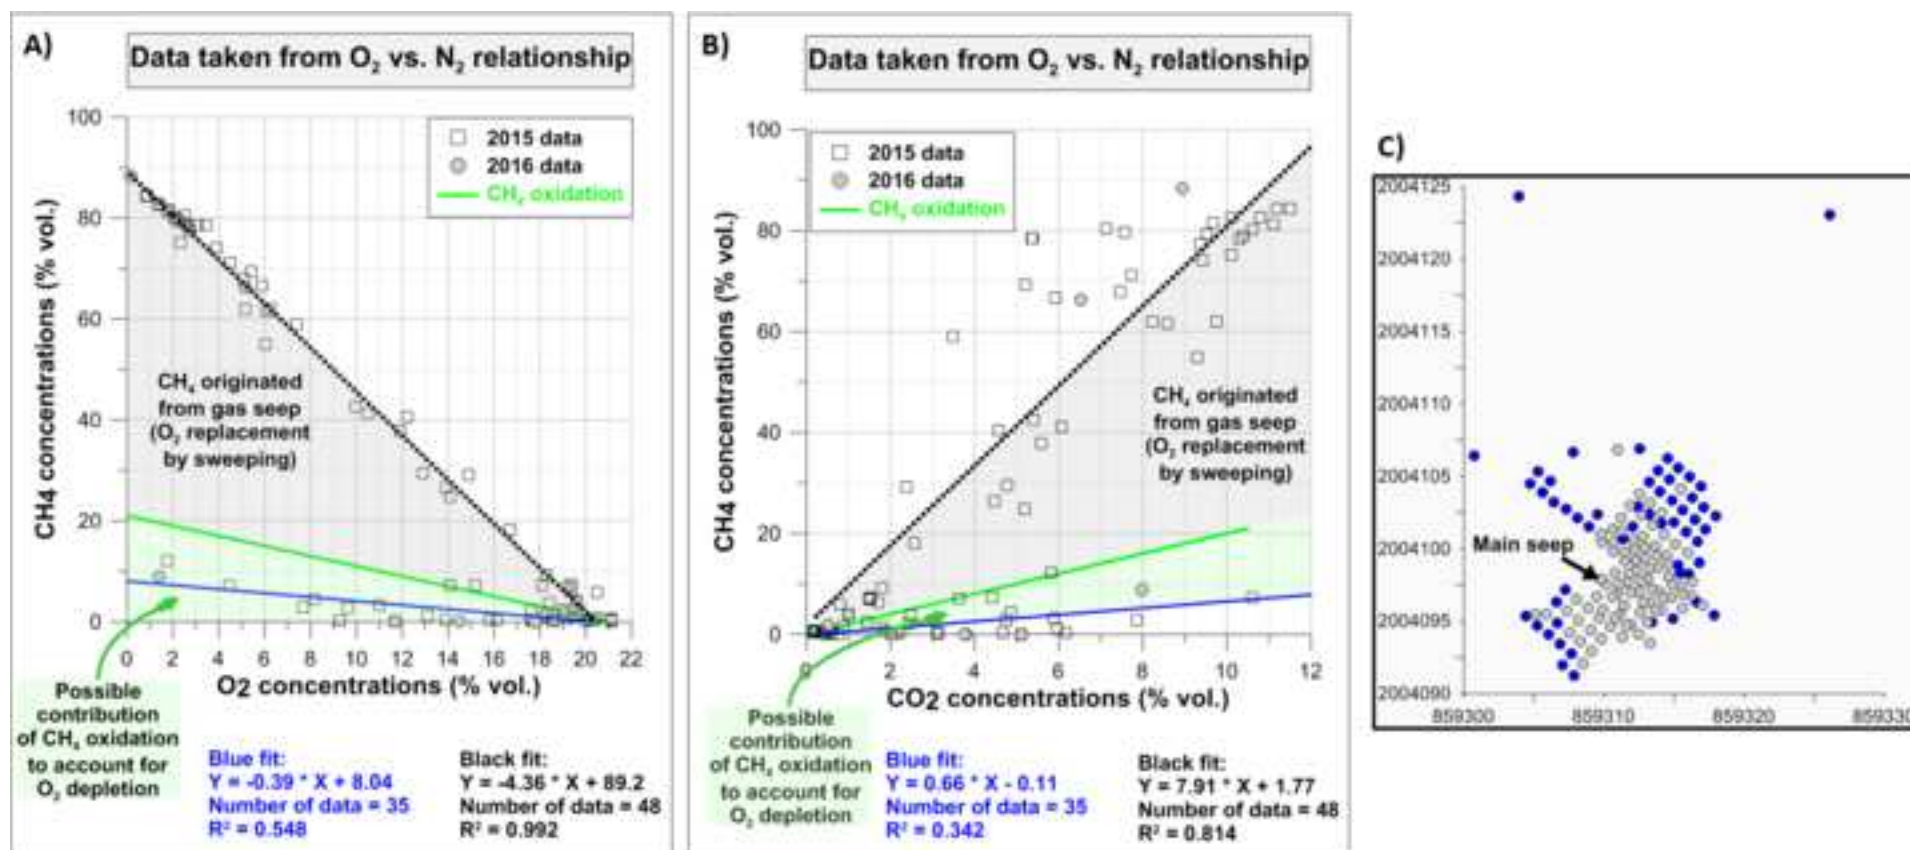 A)
Data taken from O₂ vs. N₂ relationship
100
80
60
40
20
0
CH4 concentrations (% vol.)
2015 data
2016 data
CH₄ oxidation
CH₄ originated
from gas seep
(O₂ replacement
by sweeping)
0 2 4 6 8 10 12 14 16 18 20 22
O2 concentrations (% vol.)
Possible
contribution
of CH₄ oxidation
to account for
O₂ depletion
Blue fit:
Y = -0.39 * X + 8.04
Number of data = 35
R² = 0.548
Black fit:
Y = -4.36 * X + 89.2
Number of data = 48
R² = 0.992
B)
Data taken from O₂ vs. N₂ relationship
100
80
60
40
20
0
CH4 concentrations (% vol.)
2015 data
2016 data
CH₄ oxidation
CH₄ originated
from gas seep
(O₂ replacement
by sweeping)
0 2 4 6 8 10 12
CO2 concentrations (% vol.)
Possible
contribution
of CH₄ oxidation
to account for
O₂ depletion
Blue fit:
Y = 0.66 * X - 0.11
Number of data = 35
R² = 0.342
Black fit:
Y = 7.91 * X + 1.77
Number of data = 48
R² = 0.814
C)
2004125
2004120
2004115
2004110
2004105
2004100
2004095
2004090
Main seep
859300 859310 859320 859330